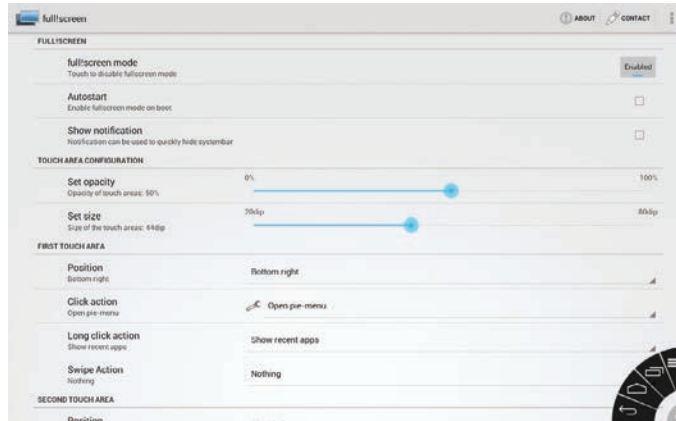 full!screen
ABOUT
CONTACT
FULL!SCREEN
full!screen mode
Touch to disable fullscreen mode
Enabled
Autostart
Enable fullscreen mode on boot
Show notification
Notification can be used to quickly hide systembar
TOUCH AREA CONFIGURATION
Set opacity
Opacity of touch areas: 50%
0%
100%
Set size
Size of the touch areas: 44dip
20dip
80dip
FIRST TOUCH AREA
Position
Bottom right
Bottom right
Click action
Open pie-menu
Open pie-menu
Long click action
Show recent apps
Show recent apps
Swipe Action
Nothing
Nothing
SECOND TOUCH AREA
Position